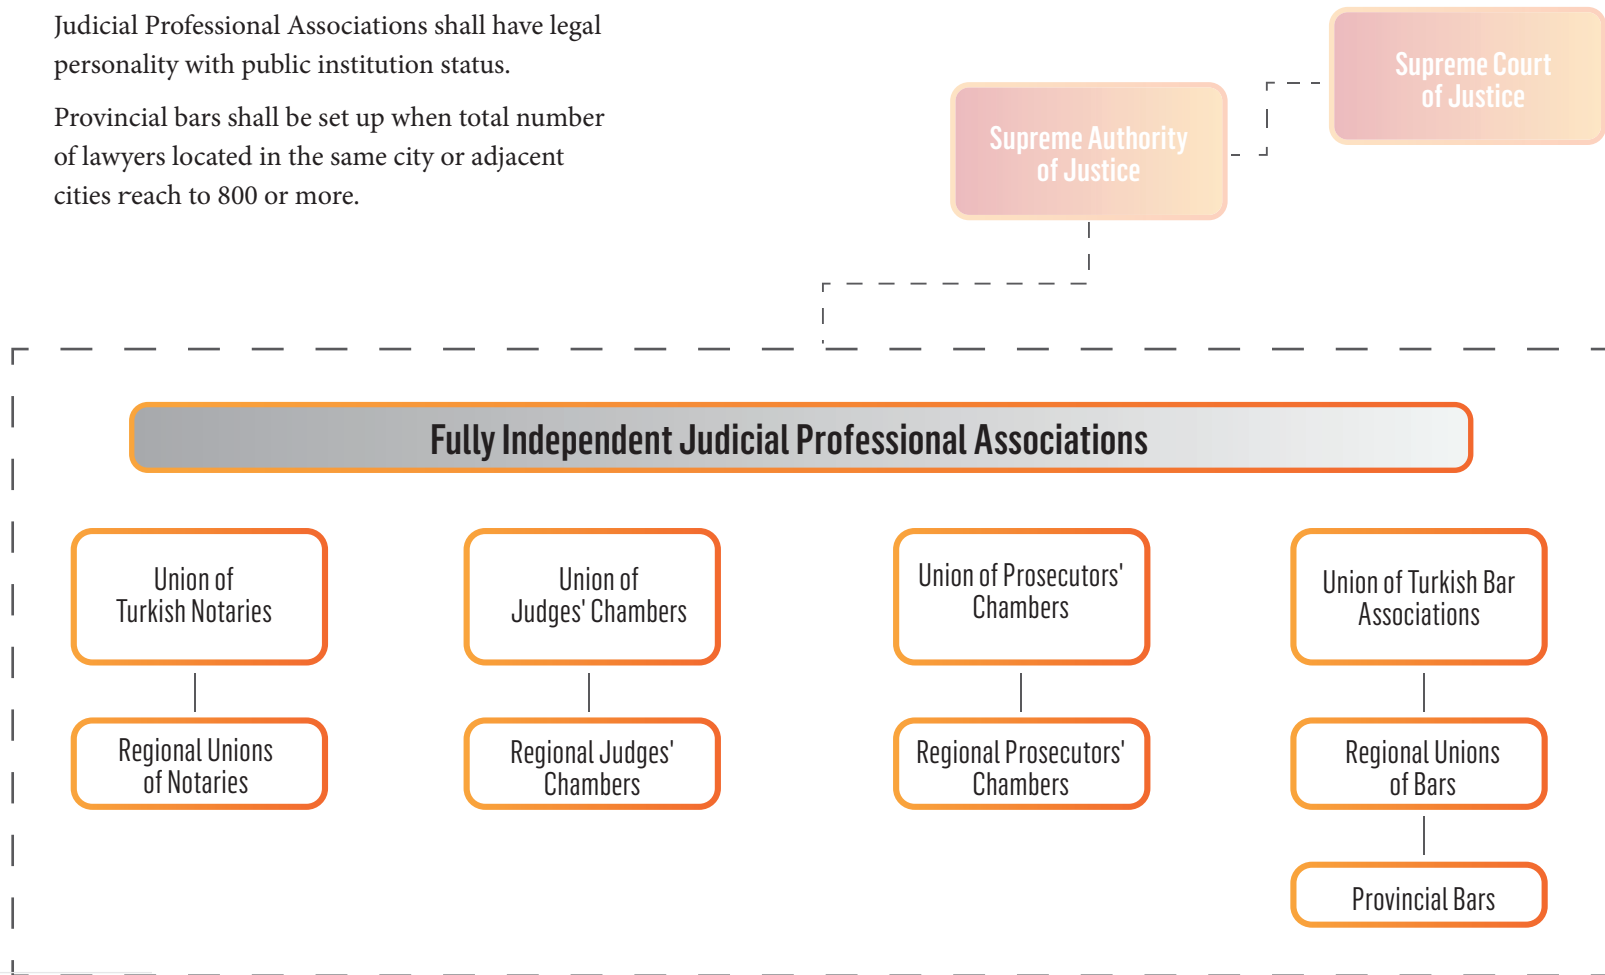 Judicial Professional Associations shall have legal
personality with public institution status.
Provincial bars shall be set up when total number
of lawyers located in the same city or adjacent
cities reach to 800 or more.
Supreme Court
of Justice
Supreme Authority
of Justice
Fully Independent Judicial Professional Associations
Union of
Turkish Notaries
Union of
Judges' Chambers
Union of Prosecutors'
Chambers
Union of Turkish Bar
Associations
Regional Unions
of Notaries
Regional Judges'
Chambers
Regional Prosecutors'
Chambers
Regional Unions
of Bars
Provincial Bars